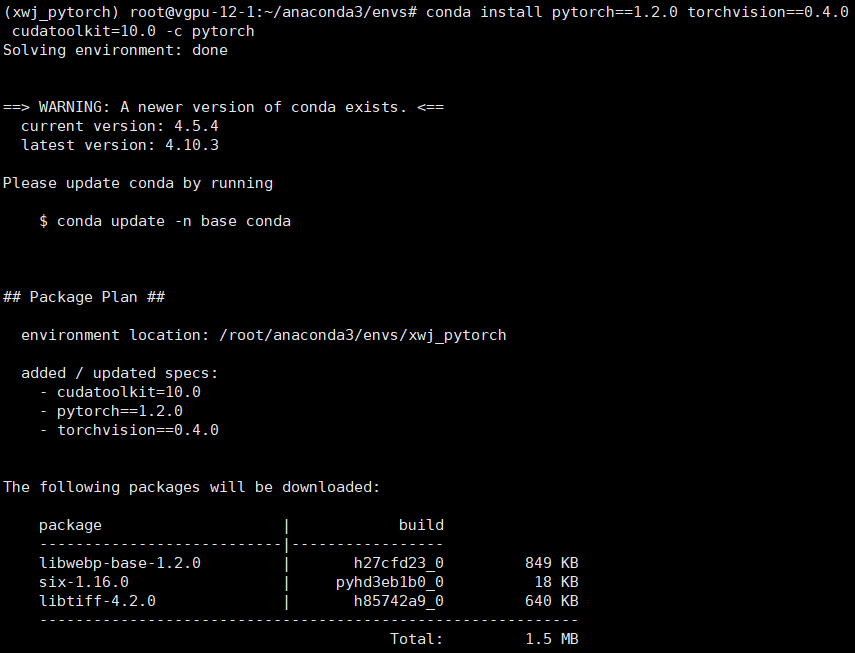 (xwj_pytorch) root@vgpu-12-1:~/anaconda3/envs# conda install pytorch==1.2.0 torchvision==0.4.0
 cudatoolkit=10.0 -c pytorch
Solving environment: done
==> WARNING: A newer version of conda exists. <==
  current version: 4.5.4
  latest version: 4.10.3
Please update conda by running
    $ conda update -n base conda
## Package Plan ##
  environment location: /root/anaconda3/envs/xwj_pytorch
  added / updated specs:
    - cudatoolkit=10.0
    - pytorch==1.2.0
    - torchvision==0.4.0
The following packages will be downloaded:
    package                    |            build
    ---------------------------|-----------------
    libwebp-base-1.2.0         |       h27cfd23_0         849 KB
    six-1.16.0                 |     pyhd3eb1b0_0          18 KB
    libtiff-4.2.0              |       h85742a9_0         640 KB
    ------------------------------------------------------------
                                           Total:         1.5 MB